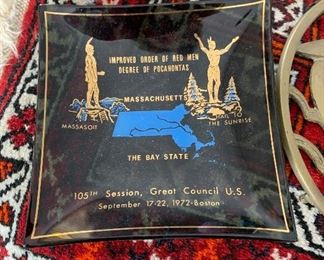 IMPROVED ORDER OF RED MEN
DEGREE OF POCAHONTAS
MASSACHUSETTS
MASSASOIT
HAIL TO
THE SUNRISE
THE BAY STATE
105TH Session, Great Council U.S.
September 17-22, 1972-Boston